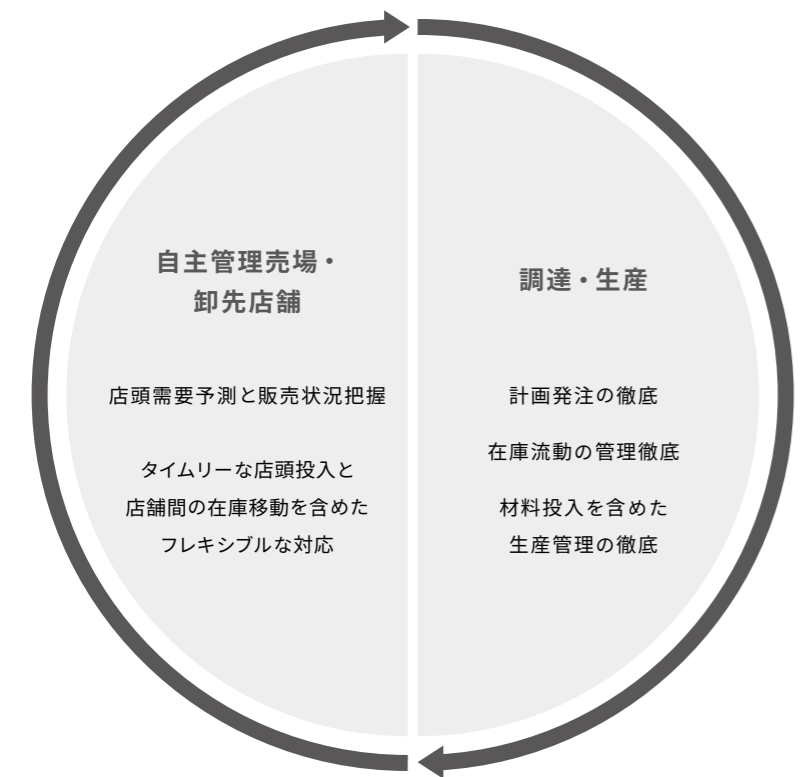 自主管理売場・
卸先店舗
店頭需要予測と販売状況把握
タイムリーな店頭投入と
店舗間の在庫移動を含めた
フレキシブルな対応
調達・生産
計画発注の徹底
在庫流動の管理徹底
材料投入を含めた
生産管理の徹底